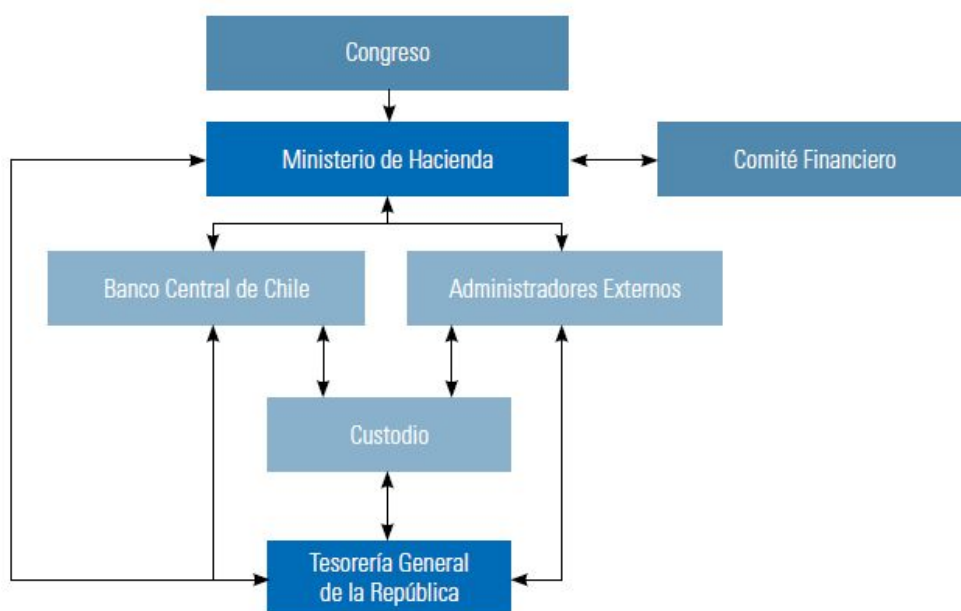 Congreso
Ministerio de Hacienda
Comité Financiero
Banco Central de Chile
Administradores Externos
Custodio
Tesorería General
de la República